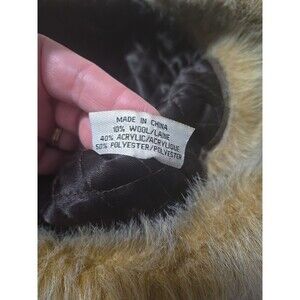 MADE IN CHINA
10% WOOL/LAINE
40% ACRYLIC/ACRYLIQUE
50% POLYESTER/POLYESTER